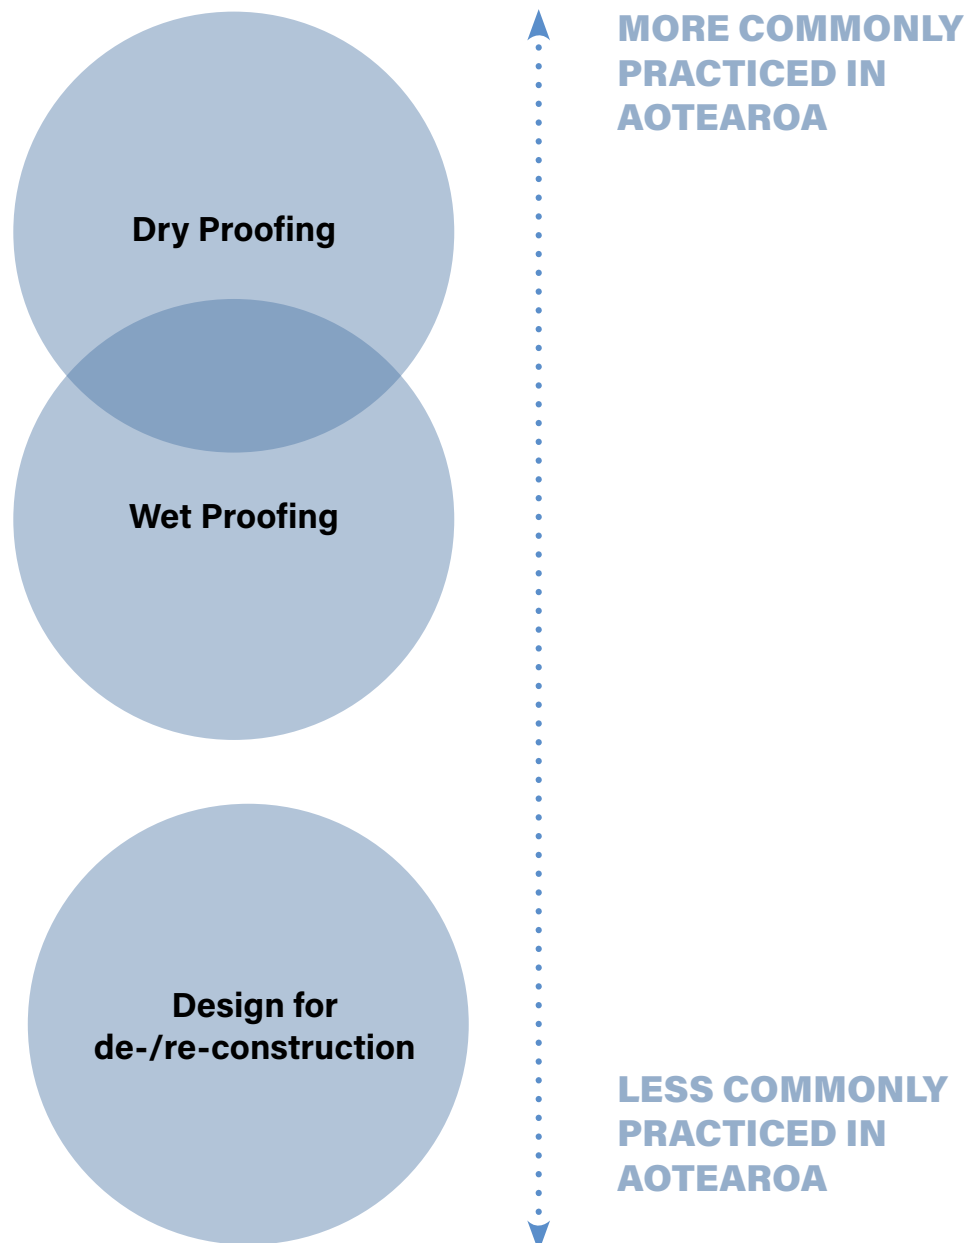 MORE COMMONLY
PRACTICED IN
AOTEAROA
Dry Proofing
Wet Proofing
Design for
de-/re-construction
LESS COMMONLY
PRACTICED IN
AOTEAROA